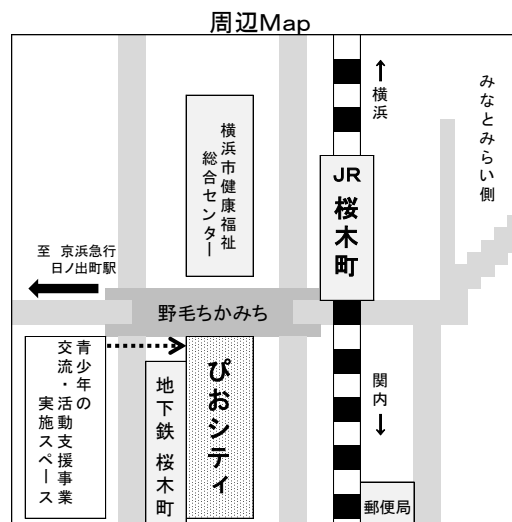 周辺Map
↑
横浜
みなとみらい側
横浜市健康福祉
総合センター
JR
桜木町
至 京浜急行
日ノ出町駅
野毛ちかみち
青少年の
交流・活動支援事業
実施スペース
地下鉄 桜木町
ぴおシティ
関内
↓
郵便局